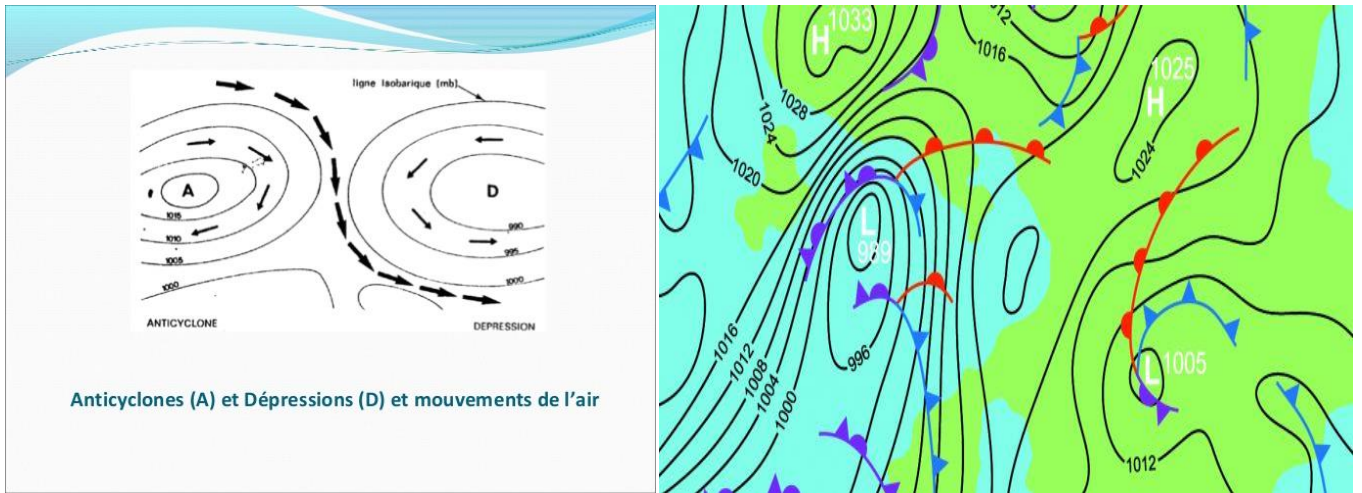 ligne isobarique (mb)
A
D
1015
1010
1005
1000
990
995
1000
ANTICYCLONE
DEPRESSION
Anticyclones (A) et Dépressions (D) et mouvements de l’air
1033
H
1012
1016
1025
H
1028
1024
1020
1024
L
989
1016
1012
1008
1004
1000
996
L 1005
1012